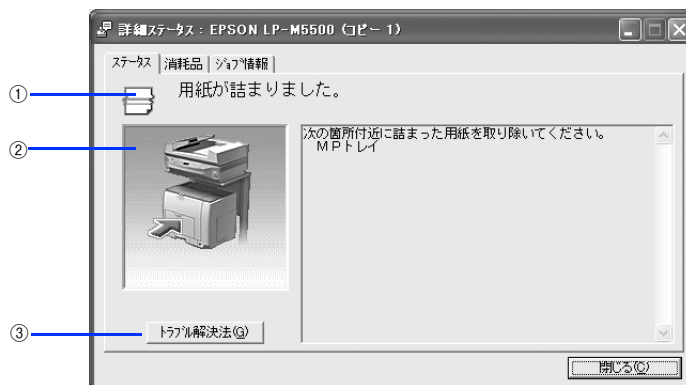 詳細ステータス : EPSON LP-M5500 (コピー 1)
ステータス 消耗品 ジョブ情報
① 用紙が詰まりました。
②
次の箇所付近に詰まった用紙を取り除いてください。
ＭＰトレイ
③ トラブル解決法(G)
閉じる(C)